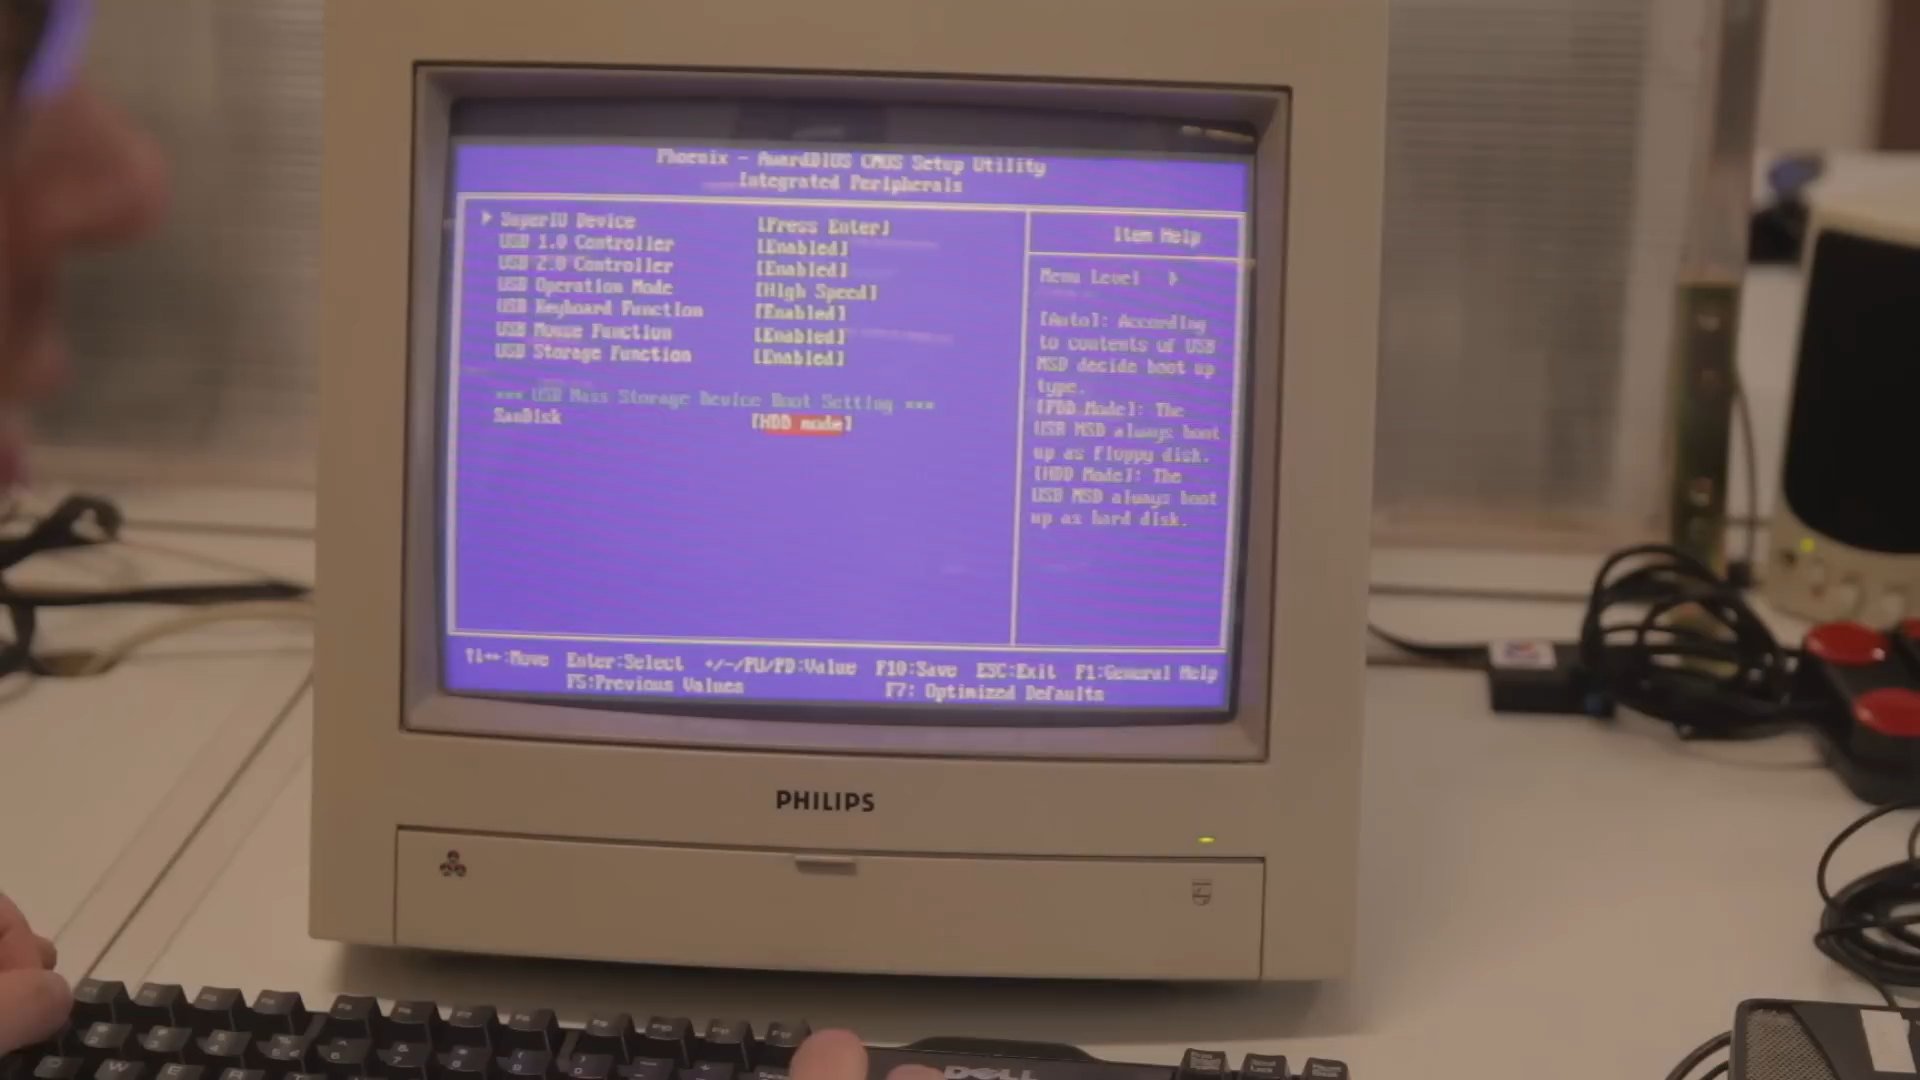 Phoenix - AwardBIOS CMOS Setup Utility
Integrated Peripherals
SuperIO Device [Press Enter]
USB 1.0 Controller [Enabled]
USB 2.0 Controller [Enabled]
USB Operation Mode [High Speed]
USB Keyboard Function [Enabled]
USB Mouse Function [Enabled]
USB Storage Function [Enabled]
*** USB Mass Storage Device Boot Setting ***
SanDisk [HDD mode]
Item Help
Menu Level
[Auto]: According
to contents of USB
MSD decide boot up
type.
[FDD Mode]: The
USB MSD always boot
up as floppy disk.
[HDD Mode]: The
USB MSD always boot
up as hard disk.
↑↓→←:Move Enter:Select +/-/PU/PD:Value F10:Save ESC:Exit F1:General Help
F5:Previous Values F7: Optimized Defaults
PHILIPS
DELL